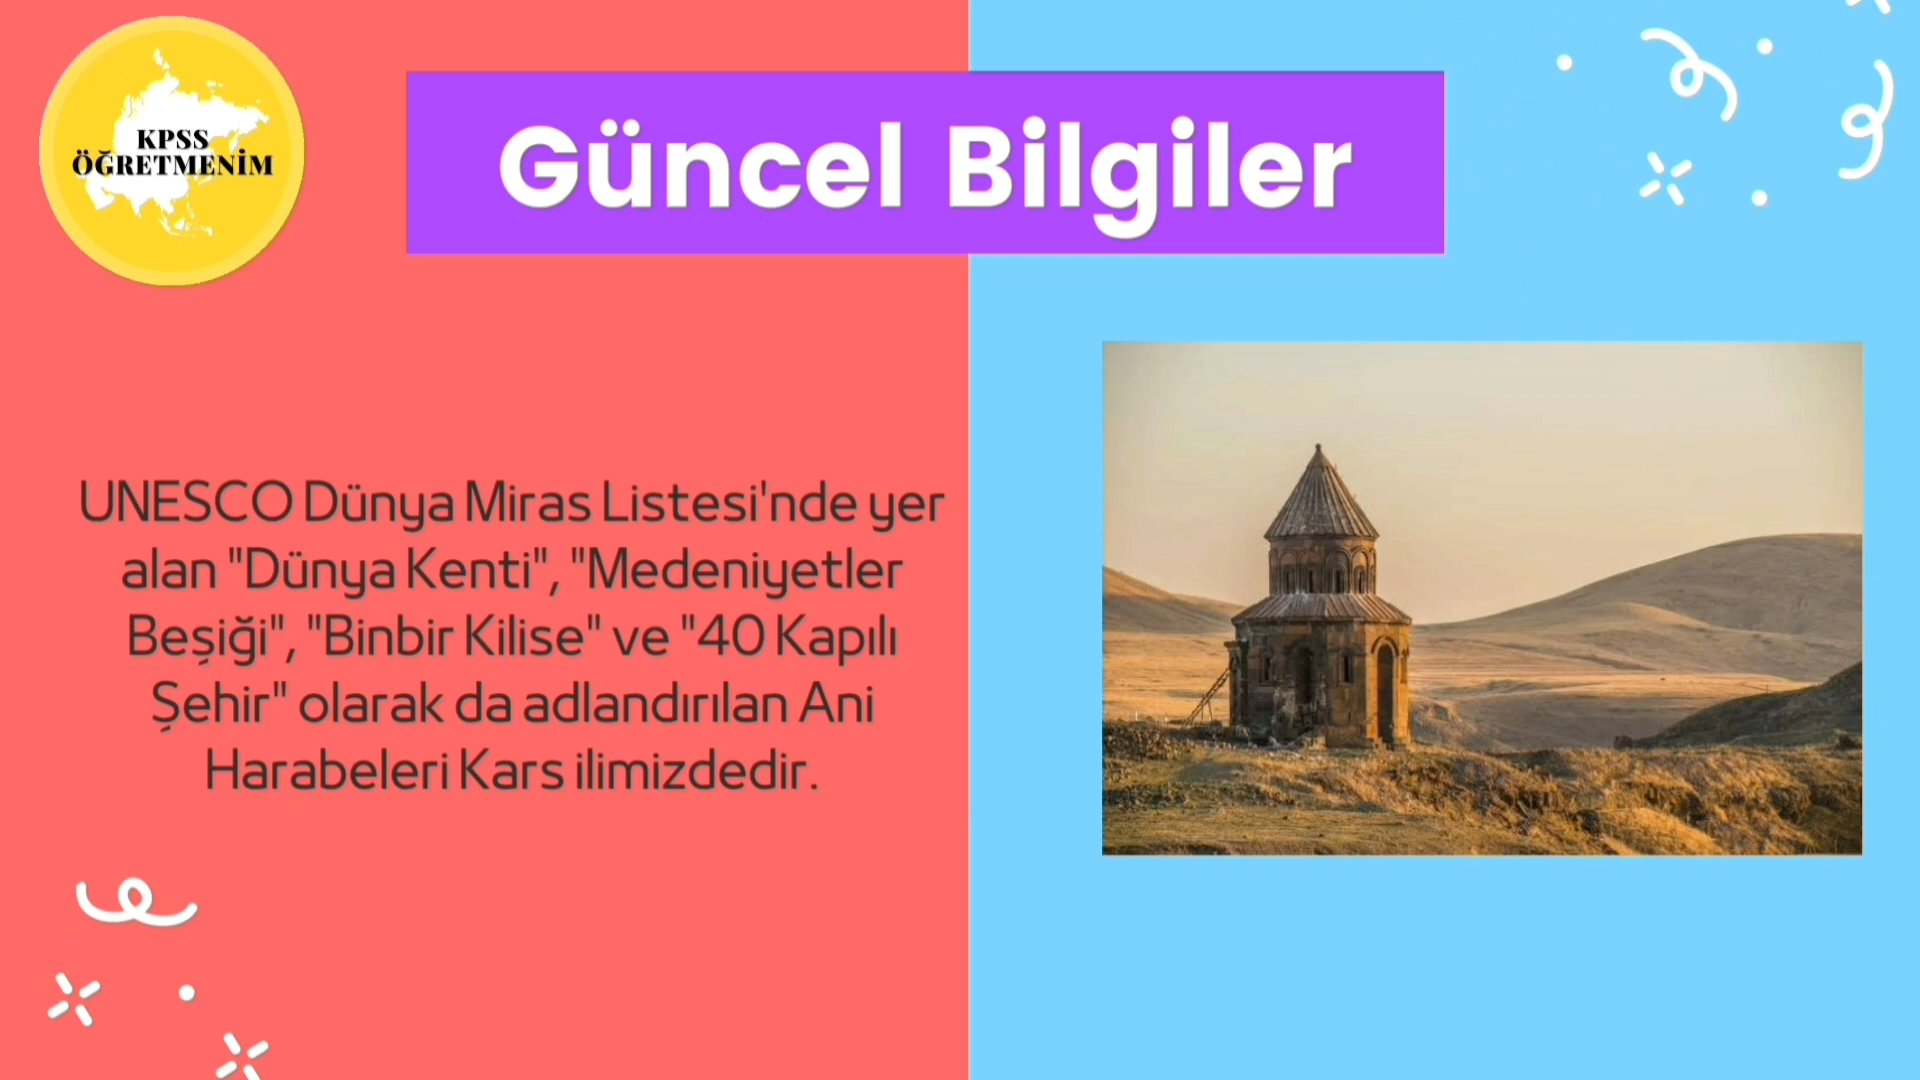 KPSS
ÖĞRETMENİM
Güncel Bilgiler
UNESCO Dünya Miras Listesi'nde yer
alan "Dünya Kenti", "Medeniyetler
Beşiği", "Binbir Kilise" ve "40 Kapılı
Şehir" olarak da adlandırılan Ani
Harabeleri Kars ilimizdedir.